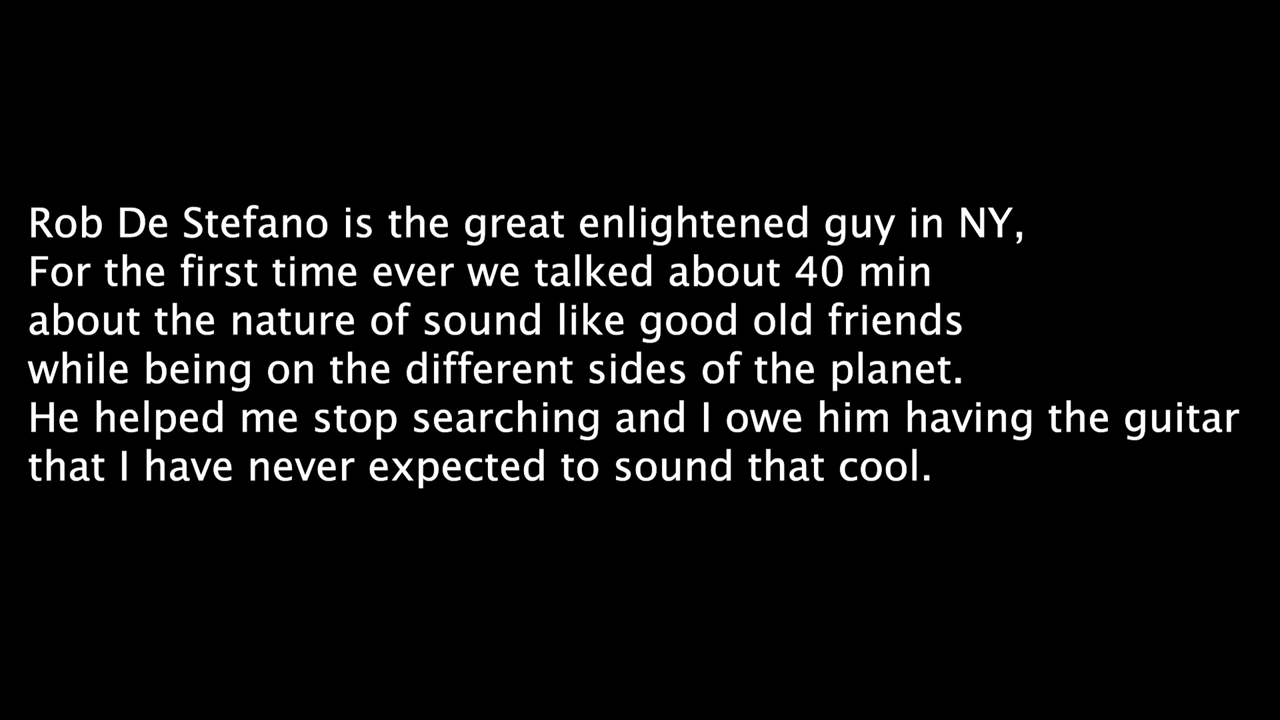 Rob De Stefano is the great enlightened guy in NY,
For the first time ever we talked about 40 min
about the nature of sound like good old friends
while being on the different sides of the planet.
He helped me stop searching and I owe him having the guitar
that I have never expected to sound that cool.